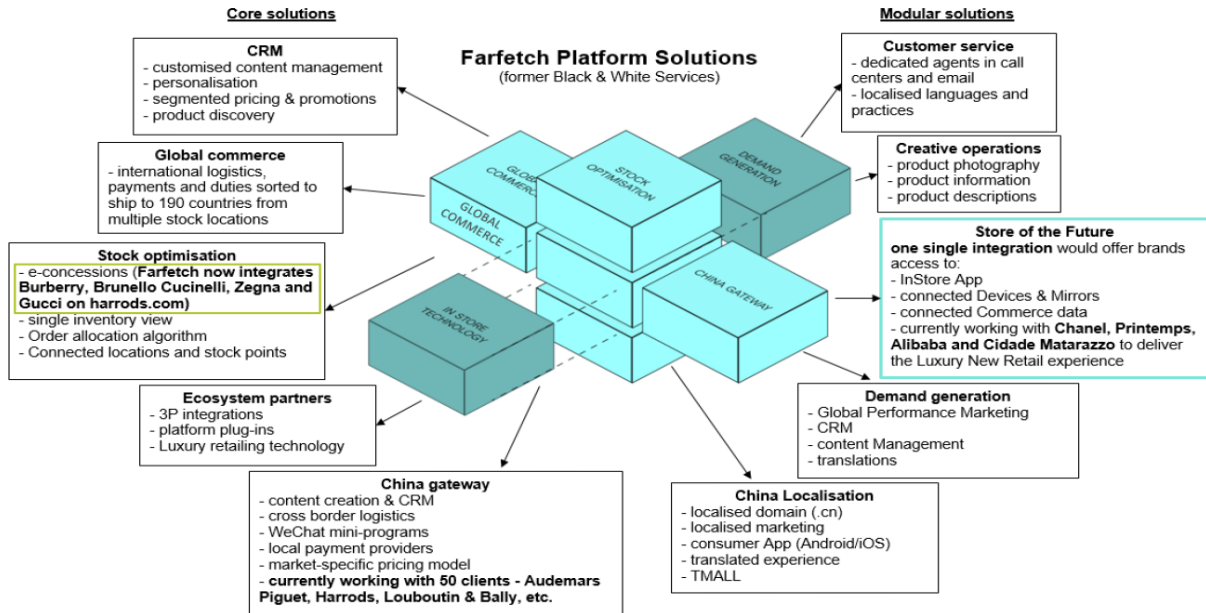 Core solutions
Modular solutions
Farfetch Platform Solutions
(former Black & White Services)
CRM
- customised content management
- personalisation
- segmented pricing & promotions
- product discovery
Global commerce
- international logistics,
payments and duties sorted to
ship to 190 countries from
multiple stock locations
Stock optimisation
- e-concessions (Farfetch now integrates
Burberry, Brunello Cucinelli, Zegna and
Gucci on harrods.com)
- single inventory view
- Order allocation algorithm
- Connected locations and stock points
Ecosystem partners
- 3P integrations
- platform plug-ins
- Luxury retailing technology
China gateway
- content creation & CRM
- cross border logistics
- WeChat mini-programs
- local payment providers
- market-specific pricing model
- currently working with 50 clients - Audemars
Piguet, Harrods, Louboutin & Bally, etc.
GLOBAL
COMMERCE
GLOBAL
COMMERCE
STOCK
OPTIMISATION
DEMAND
GENERATION
IN STORE
TECHNOLOGY
CHINA GATEWAY
Customer service
- dedicated agents in call
centers and email
- localised languages and
practices
Creative operations
- product photography
- product information
- product descriptions
Store of the Future
one single integration would offer brands
access to:
- InStore App
- connected Devices & Mirrors
- connected Commerce data
- currently working with Chanel, Printemps,
Alibaba and Cidade Matarazzo to deliver
the Luxury New Retail experience
Demand generation
- Global Performance Marketing
- CRM
- content Management
- translations
China Localisation
- localised domain (.cn)
- localised marketing
- consumer App (Android/iOS)
- translated experience
- TMALL